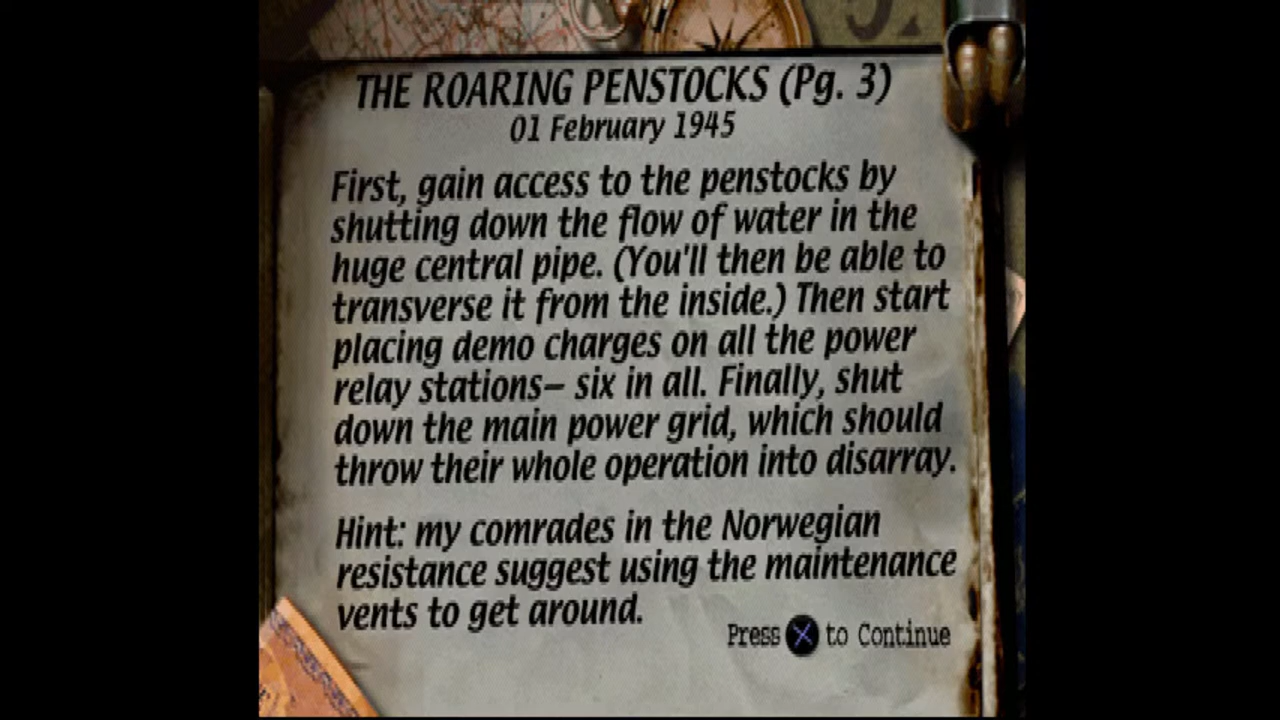 THE ROARING PENSTOCKS (Pg. 3)
01 February 1945
First, gain access to the penstocks by
shutting down the flow of water in the
huge central pipe. (You'll then be able to
transverse it from the inside.) Then start
placing demo charges on all the power
relay stations– six in all. Finally, shut
down the main power grid, which should
throw their whole operation into disarray.
Hint: my comrades in the Norwegian
resistance suggest using the maintenance
vents to get around.
Press X to Continue